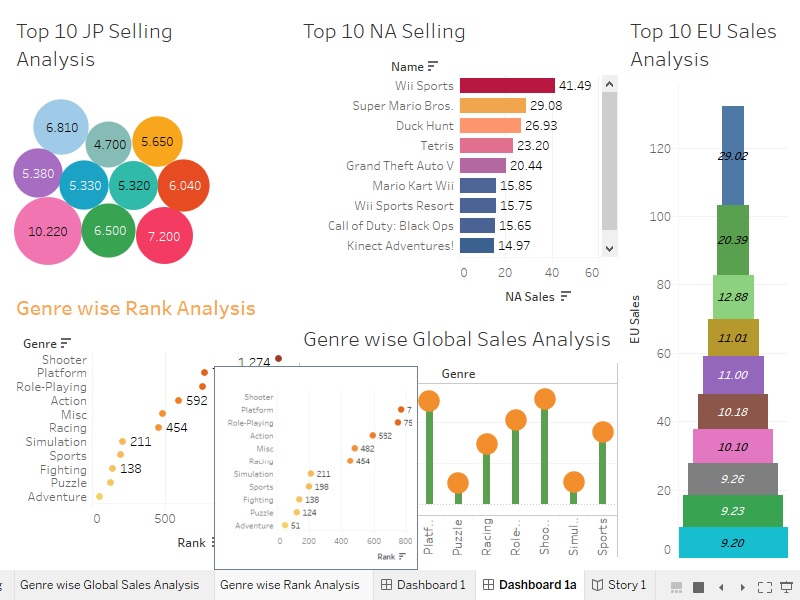 Top 10 JP Selling
Analysis
6.810
4.700
5.650
5.380
5.330
5.320
6.040
10.220
6.500
7.200
Top 10 NA Selling
Name
Wii Sports 41.49
Super Mario Bros. 29.08
Duck Hunt 26.93
Tetris 23.20
Grand Theft Auto V 20.44
Mario Kart Wii 15.85
Wii Sports Resort 15.75
Call of Duty: Black Ops 15.65
Kinect Adventures! 14.97
0 20 40 60
NA Sales
Top 10 EU Sales
Analysis
EU Sales
120
100
80
60
40
20
0
29.02
20.39
12.88
11.01
11.00
10.18
10.10
9.26
9.23
9.20
Genre wise Rank Analysis
Genre
Shooter 1,274
Platform
Role-Playing
Action 592
Misc
Racing 454
Simulation 211
Sports
Fighting 138
Puzzle
Adventure
0 500
Rank
Shooter
Platform 7
Role-Playing 75
Action 592
Misc 482
Racing 454
Simulation 211
Sports 198
Fighting 138
Puzzle 124
Adventure 51
0 200 400 600 800
Rank
Genre wise Global Sales Analysis
Genre
Platf..
Puzzle
Racing
Role-..
Shoo..
Simul..
Sports
Genre wise Global Sales Analysis
Genre wise Rank Analysis
Dashboard 1
Dashboard 1a
Story 1